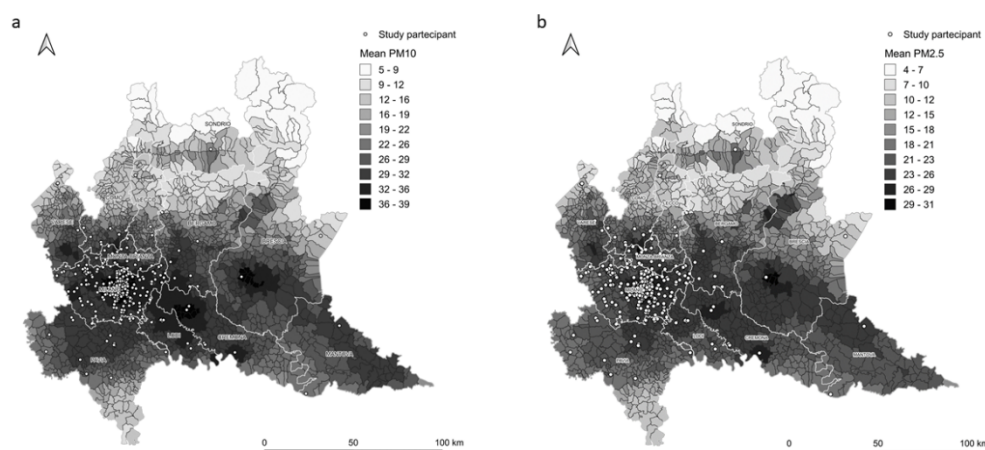 a
Study partecipant
Mean PM10
5 - 9
9 - 12
12 - 16
16 - 19
19 - 22
22 - 26
26 - 29
29 - 32
32 - 36
36 - 39
SONDRIO
VARESE
BERGAMO
BRESCIA
MILANO
LODI
CREMONA
PAVIA
MANTOVA
0 50 100 km
b
Study partecipant
Mean PM2.5
4 - 7
7 - 10
10 - 12
12 - 15
15 - 18
18 - 21
21 - 23
23 - 26
26 - 29
29 - 31
SONDRIO
VARESE
BERGAMO
BRESCIA
LODI
CREMONA
PAVIA
MANTOVA
0 50 100 km